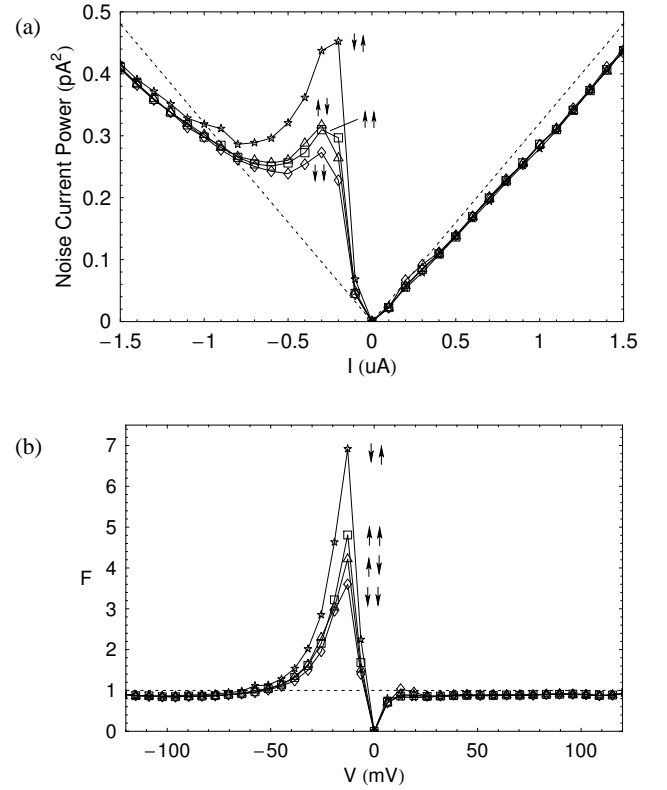 (a)
Noise Current Power (pA²)
0.5
0.4
0.3
0.2
0.1
0
↓↑
↑↓
↑↑
↓↓
−1.5 −1 −0.5 0 0.5 1 1.5
I (uA)
(b)
F
7
6
5
4
3
2
1
0
↓↑
↑↑
↑↓
↓↓
−100 −50 0 50 100
V (mV)